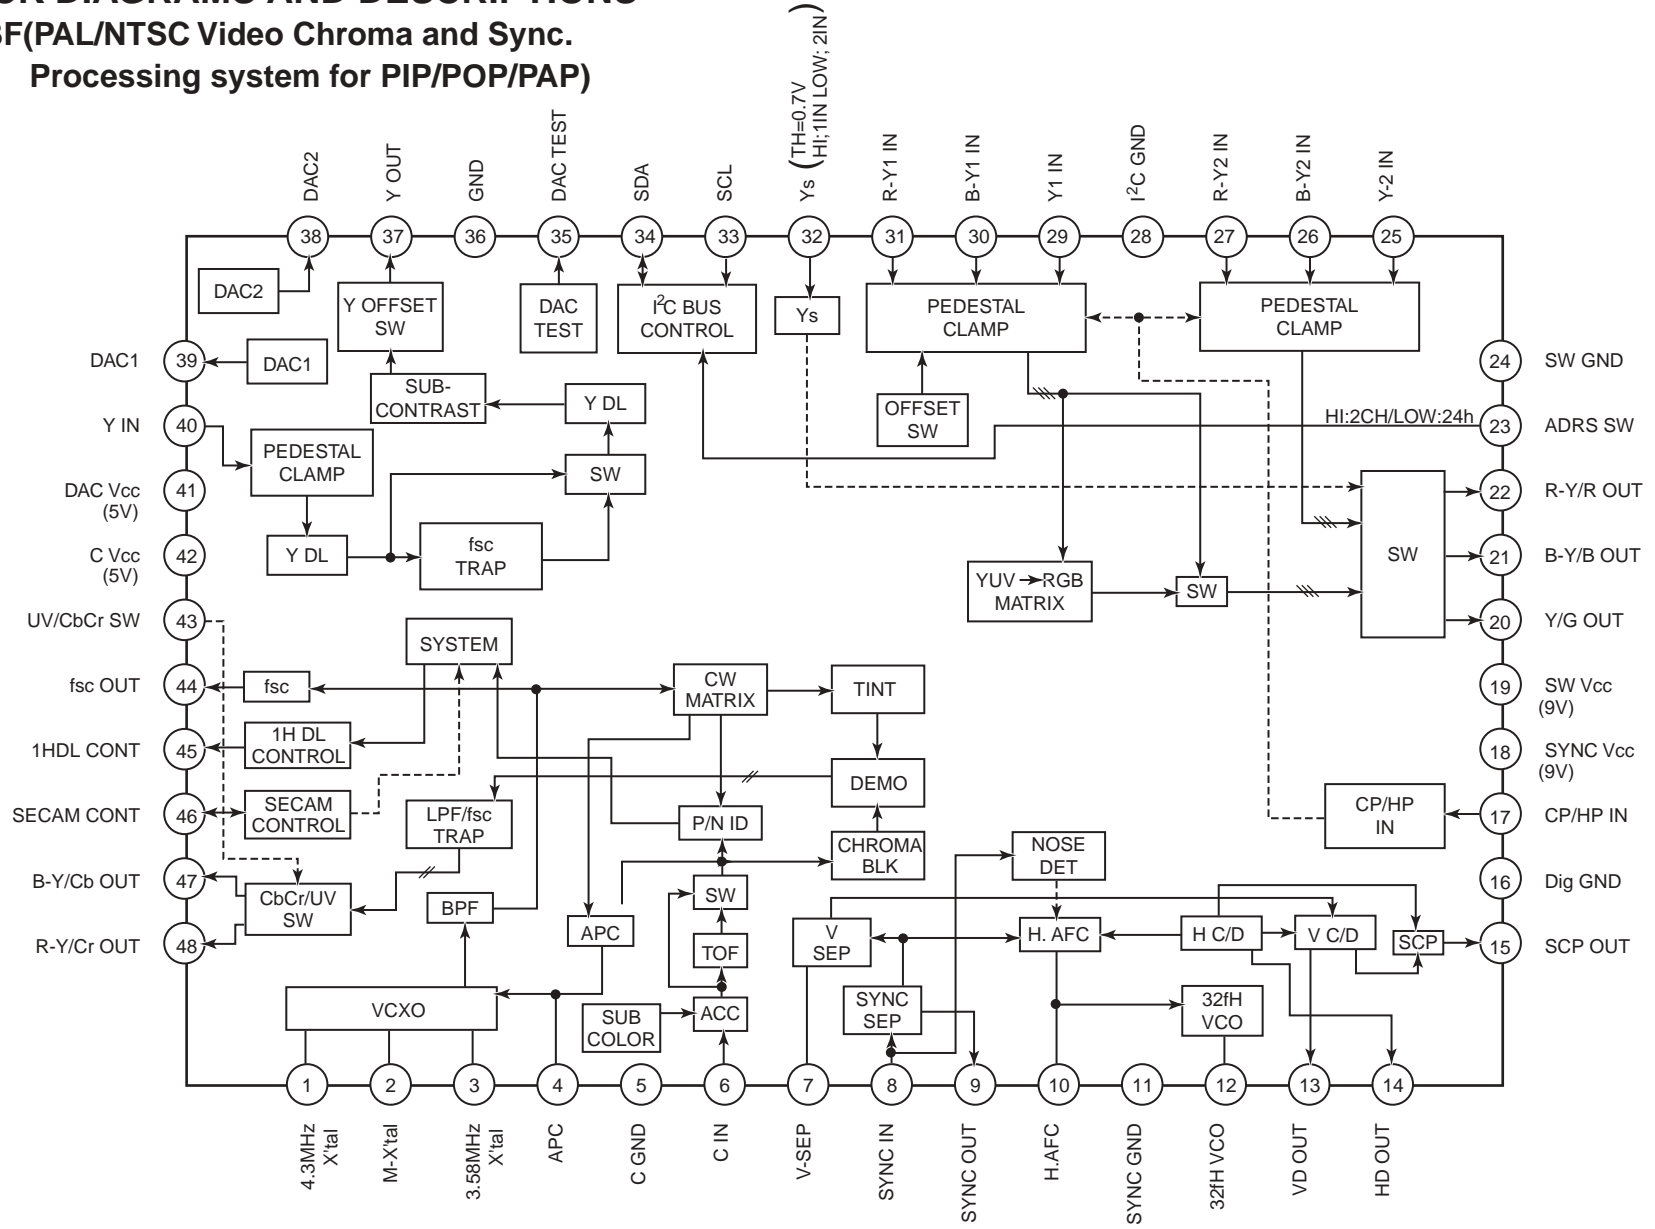 BF(PAL/NTSC Video Chroma and Sync.
Processing system for PIP/POP/PAP)
DAC2
Y OUT
GND
DAC TEST
SDA
SCL
Ys (TH=0.7V
HI;1IN LOW; 2IN)
R-Y1 IN
B-Y1 IN
Y1 IN
I2C GND
R-Y2 IN
B-Y2 IN
Y-2 IN
38
37
36
35
34
33
32
31
30
29
28
27
26
25
DAC2
Y OFFSET
SW
DAC
TEST
I2C BUS
CONTROL
Ys
PEDESTAL
CLAMP
PEDESTAL
CLAMP
DAC1
39
DAC1
SUB-
CONTRAST
Y DL
OFFSET
SW
24
SW GND
Y IN
40
PEDESTAL
CLAMP
HI:2CH/LOW:24h
23
ADRS SW
SW
DAC Vcc
(5V)
41
22
R-Y/R OUT
Y DL
fsc
TRAP
SW
C Vcc
(5V)
42
21
B-Y/B OUT
YUV RGB
MATRIX
SW
UV/CbCr SW
43
20
Y/G OUT
SYSTEM
fsc OUT
44
fsc
CW
MATRIX
TINT
19
SW Vcc
(9V)
1HDL CONT
45
1H DL
CONTROL
DEMO
18
SYNC Vcc
(9V)
SECAM CONT
46
SECAM
CONTROL
LPF/fsc
TRAP
P/N ID
CP/HP
IN
17
CP/HP IN
CHROMA
BLK
NOSE
DET
B-Y/Cb OUT
47
CbCr/UV
SW
BPF
SW
16
Dig GND
R-Y/Cr OUT
48
APC
TOF
V
SEP
H. AFC
H C/D
V C/D
SCP
15
SCP OUT
VCXO
SUB
COLOR
ACC
SYNC
SEP
32fH
VCO
1
2
3
4
5
6
7
8
9
10
11
12
13
14
4.3MHz
X'tal
M-X'tal
3.58MHz
X'tal
APC
C GND
C IN
V-SEP
SYNC IN
SYNC OUT
H.AFC
SYNC GND
32fH VCO
VD OUT
HD OUT